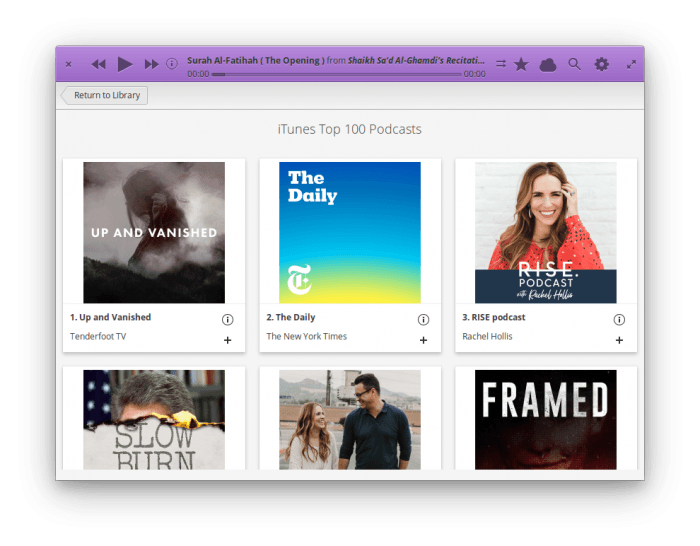 Surah Al-Fatihah ( The Opening ) from Shaikh Sa'd Al-Ghamdi's Recitati...
00:00 00:00
Return to Library
iTunes Top 100 Podcasts
UP AND VANISHED
The
Daily
RISE.
PODCAST
with Rachel Hollis
1. Up and Vanished
Tenderfoot TV
2. The Daily
The New York Times
3. RISE podcast
Rachel Hollis
SLOW
BURN
FRAMED